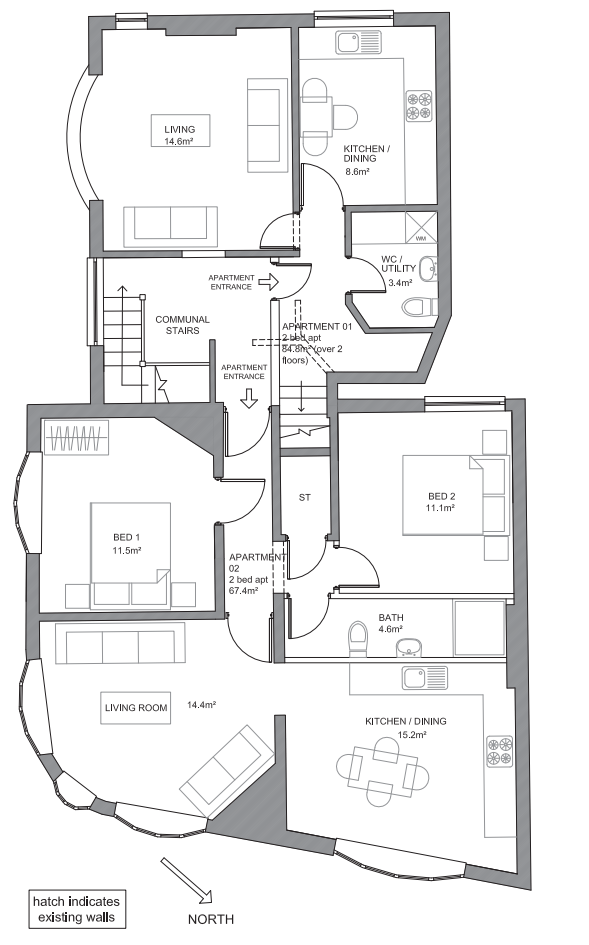 LIVING
14.6m²
KITCHEN /
DINING
8.6m²
WM
WC /
UTILITY
3.4m²
APARTMENT
ENTRANCE
COMMUNAL
STAIRS
APARTMENT 01
2 bed apt
84.8m² (over 2
floors)
APARTMENT
ENTRANCE
ST
BED 2
11.1m²
BED 1
11.5m²
APARTMENT
02
2 bed apt
67.4m²
BATH
4.6m²
LIVING ROOM 14.4m²
KITCHEN / DINING
15.2m²
hatch indicates
existing walls
NORTH